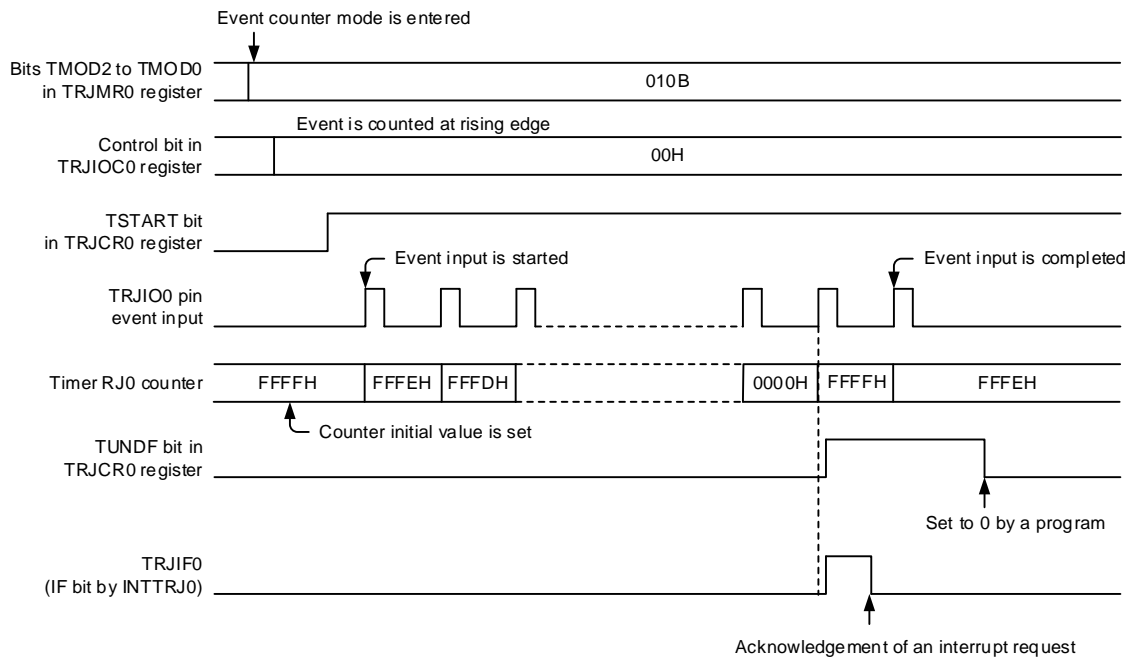 Event counter mode is entered
Bits TMOD2 to TMOD0
in TRJMR0 register
010B
Event is counted at rising edge
Control bit in
TRJIOC0 register
00H
TSTART bit
in TRJCR0 register
Event input is started
Event input is completed
TRJIO0 pin
event input
Timer RJ0 counter
FFFFH
FFFEH
FFFDH
0000H
FFFFH
FFFEH
Counter initial value is set
TUNDF bit in
TRJCR0 register
Set to 0 by a program
TRJIF0
(IF bit by INTTRJ0)
Acknowledgement of an interrupt request